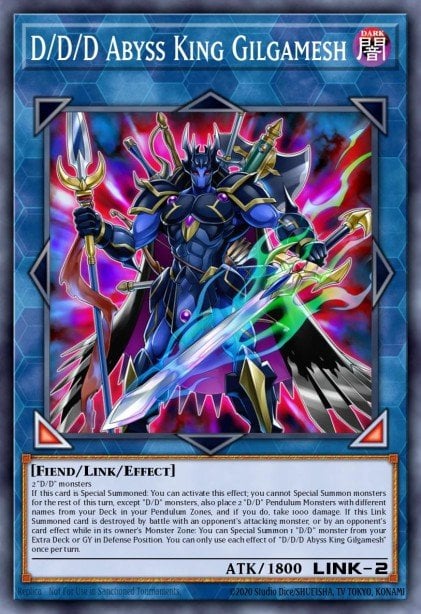 D/D/D ABYSS KING GILGAMESH
DARK
闇
[FIEND/LINK/EFFECT]
2 "D/D" monsters
If this card is Special Summoned: You can activate this effect; you cannot Special Summon monsters
for the rest of this turn, except "D/D" monsters, also place 2 "D/D" Pendulum Monsters with different
names from your Deck in your Pendulum Zones, and if you do, take 1000 damage. If this Link
Summoned card is destroyed by battle with an opponent's attacking monster, or by an opponent's
card effect while in its owner's Monster Zone: You can Special Summon 1 "D/D" monster from your
Extra Deck or GY in Defense Position. You can only use each effect of "D/D/D Abyss King Gilgamesh"
once per turn.
ATK/1800 LINK-2
Replica - Not For Use in Sanctioned Tornaments ©2020 Studio Dice/SHUEISHA, TV TOKYO, KONAMI